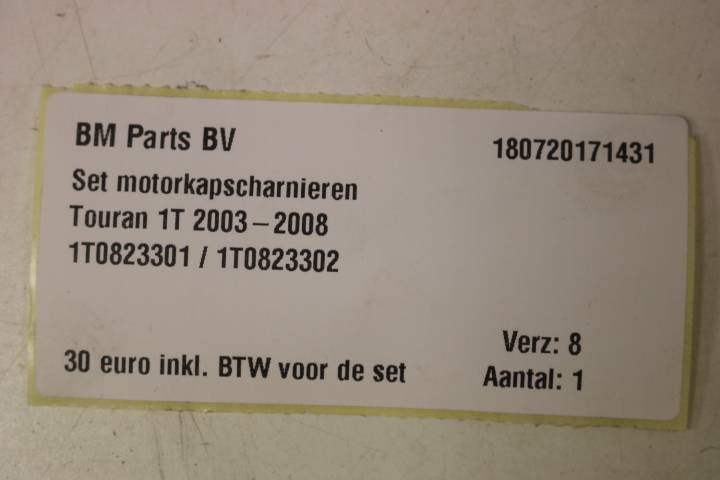 BM Parts BV
180720171431
Set motorkapscharnieren
Touran 1T 2003–2008
1T0823301 / 1T0823302
Verz: 8
30 euro inkl. BTW voor de set
Aantal: 1